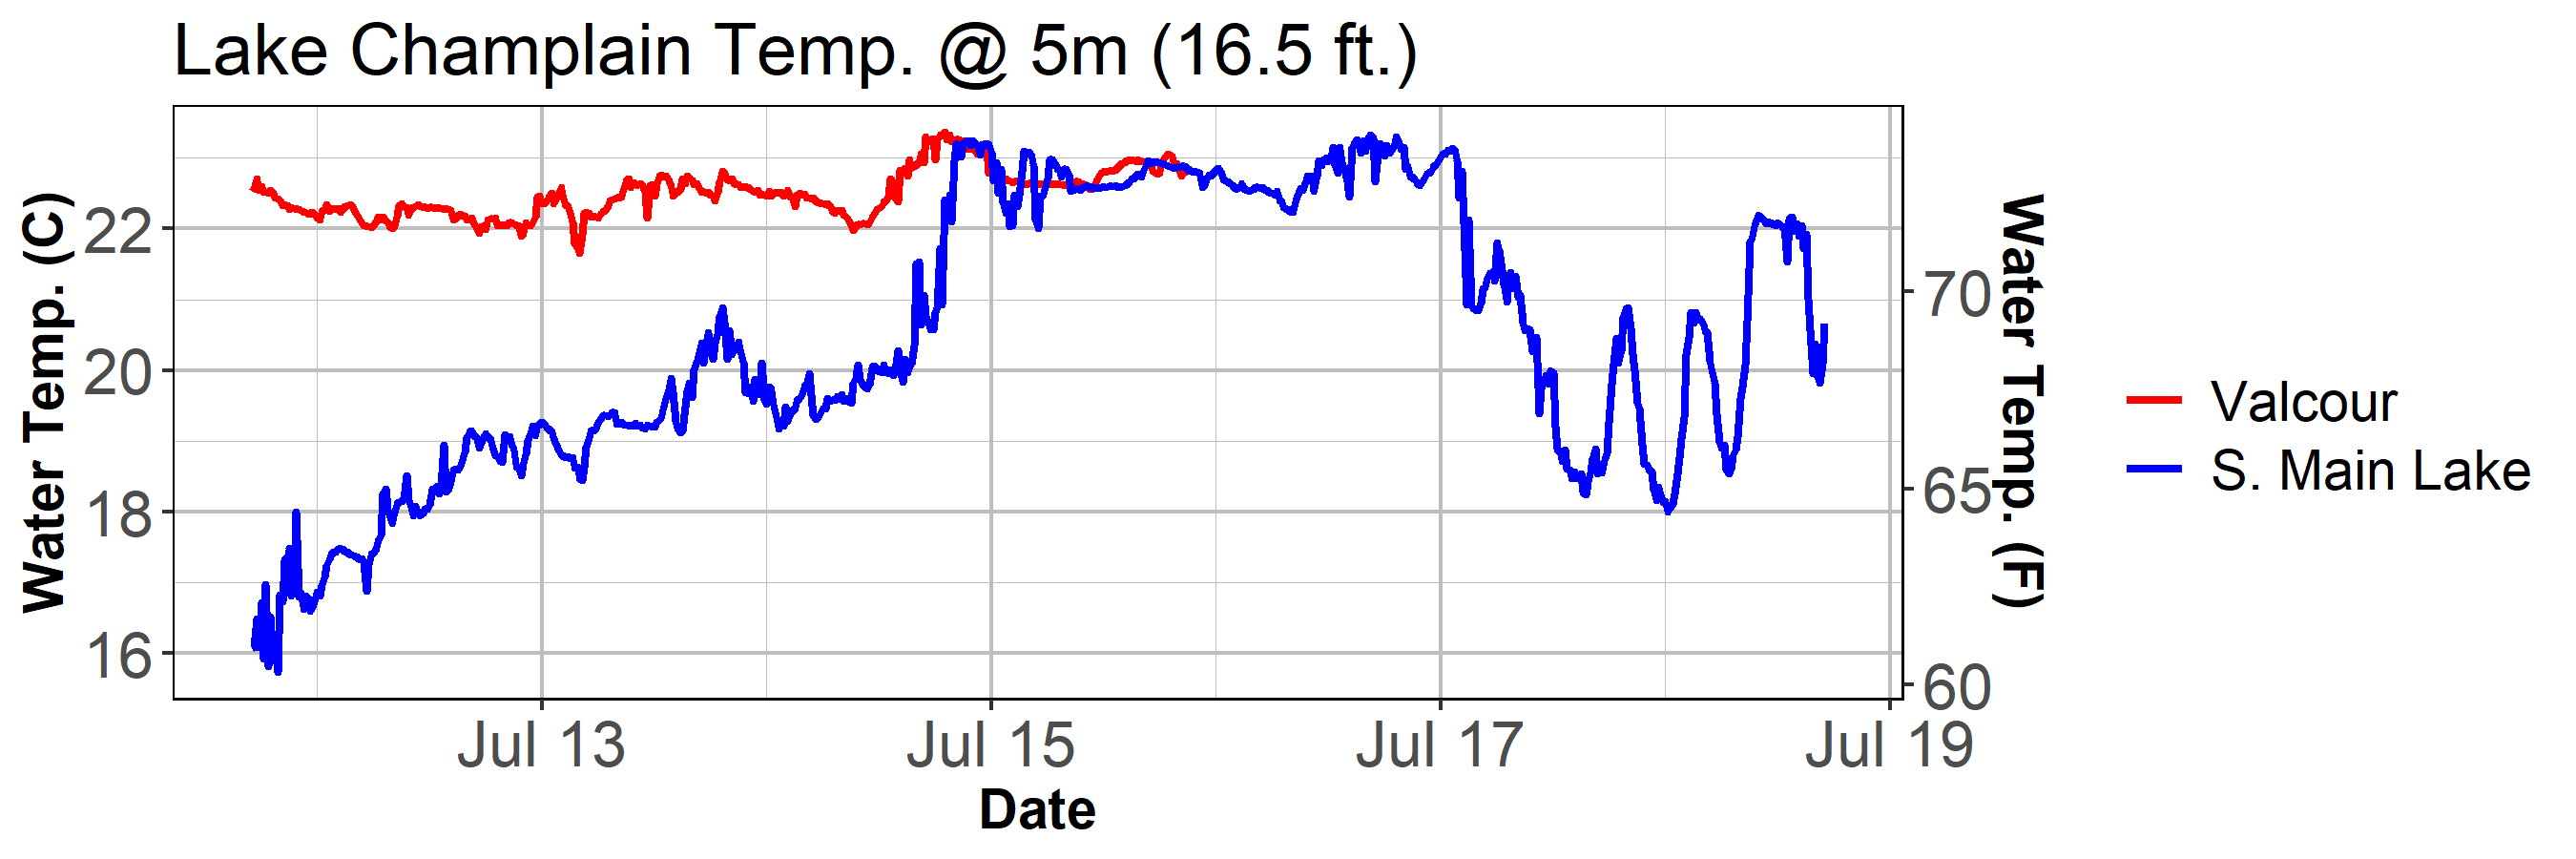 Lake Champlain Temp. @ 5m (16.5 ft.)
Water Temp. (C)
22
20
18
16
70
65
60
Water Temp. (F)
Jul 13
Jul 15
Jul 17
Jul 19
Date
Valcour
S. Main Lake